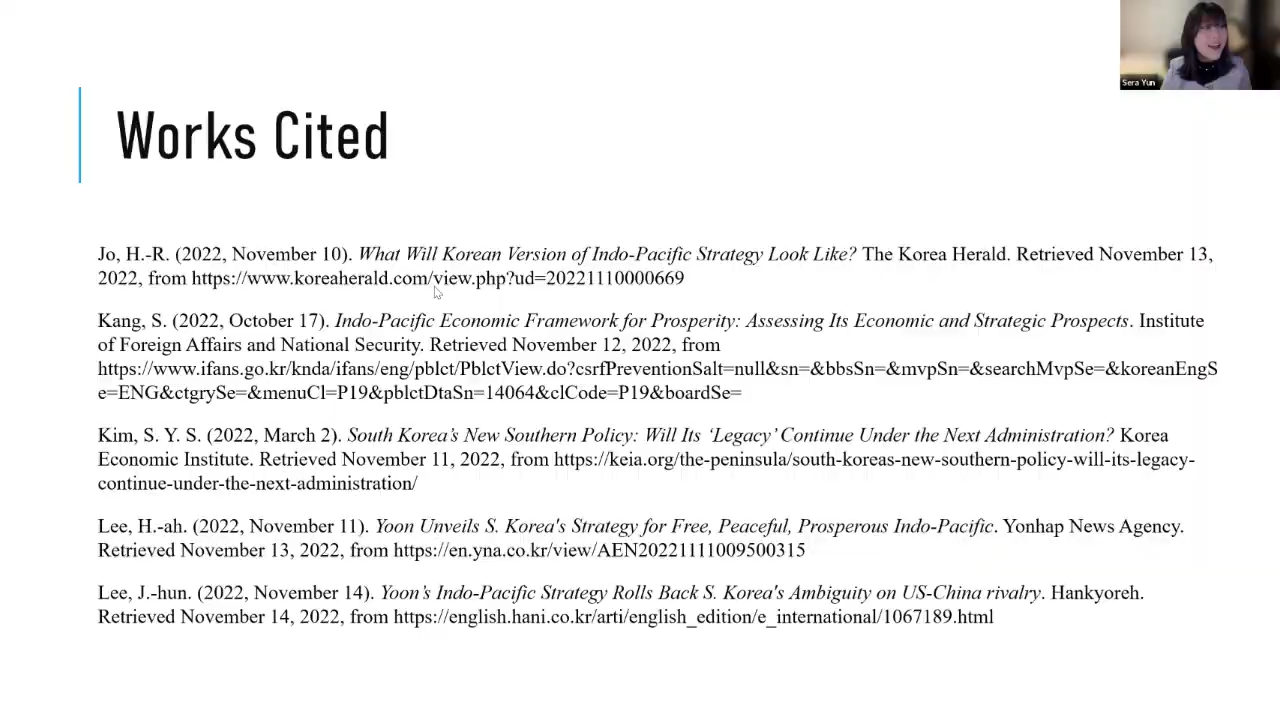 Sera Yun
Works Cited
Jo, H.-R. (2022, November 10). What Will Korean Version of Indo-Pacific Strategy Look Like? The Korea Herald. Retrieved November 13,
2022, from https://www.koreaherald.com/view.php?ud=20221110000669
Kang, S. (2022, October 17). Indo-Pacific Economic Framework for Prosperity: Assessing Its Economic and Strategic Prospects. Institute
of Foreign Affairs and National Security. Retrieved November 12, 2022, from
https://www.ifans.go.kr/knda/ifans/eng/pblct/PblctView.do?csrfPreventionSalt=null&sn=&bbsSn=&mvpSn=&searchMvpSe=&koreanEngS
e=ENG&ctgrySe=&menuCl=P19&pblctDtaSn=14064&clCode=P19&boardSe=
Kim, S. Y. S. (2022, March 2). South Korea’s New Southern Policy: Will Its ‘Legacy’ Continue Under the Next Administration? Korea
Economic Institute. Retrieved November 11, 2022, from https://keia.org/the-peninsula/south-koreas-new-southern-policy-will-its-legacy-
continue-under-the-next-administration/
Lee, H.-ah. (2022, November 11). Yoon Unveils S. Korea's Strategy for Free, Peaceful, Prosperous Indo-Pacific. Yonhap News Agency.
Retrieved November 13, 2022, from https://en.yna.co.kr/view/AEN20221111009500315
Lee, J.-hun. (2022, November 14). Yoon’s Indo-Pacific Strategy Rolls Back S. Korea's Ambiguity on US-China rivalry. Hankyoreh.
Retrieved November 14, 2022, from https://english.hani.co.kr/arti/english_edition/e_international/1067189.html